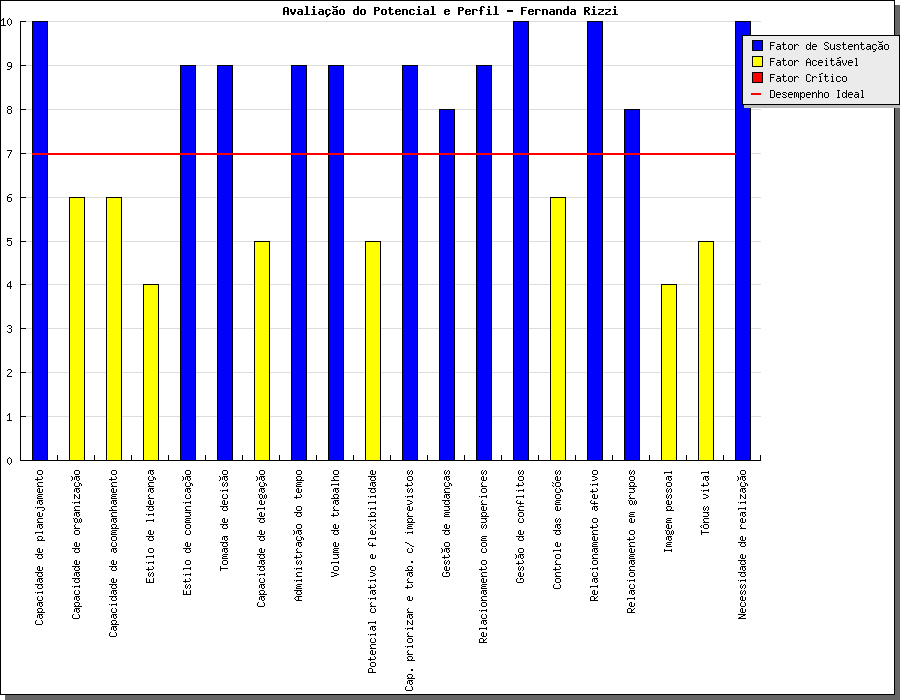 Avaliação do Potencial e Perfil - Fernanda Rizzi
Fator de Sustentação
Fator Aceitável
Fator Crítico
Desempenho Ideal
10
9
8
7
6
5
4
3
2
1
0
Capacidade de planejamento
Capacidade de organização
Capacidade de acompanhamento
Estilo de liderança
Estilo de comunicação
Tomada de decisão
Capacidade de delegação
Administração do tempo
Volume de trabalho
Potencial criativo e flexibilidade
Cap. priorizar e trab. c/ imprevistos
Gestão de mudanças
Relacionamento com superiores
Gestão de conflitos
Controle das emoções
Relacionamento afetivo
Relacionamento em grupos
Imagem pessoal
Tônus vital
Necessidade de realização